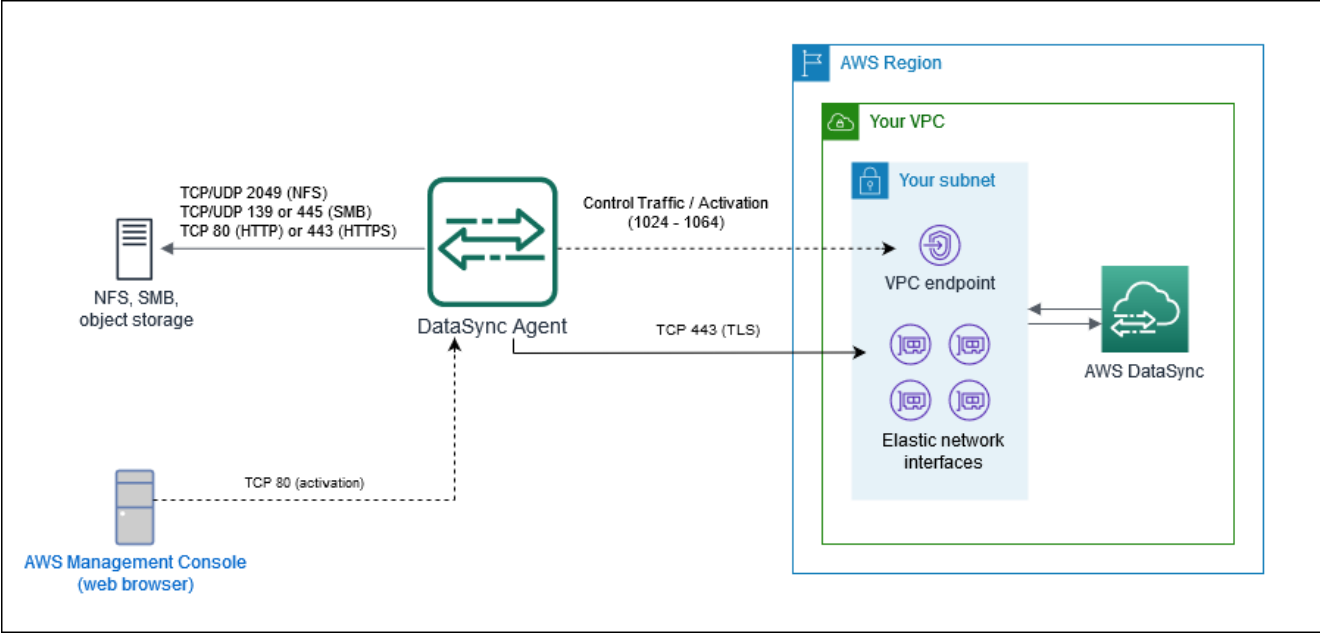 AWS Region
Your VPC
TCP/UDP 2049 (NFS)
TCP/UDP 139 or 445 (SMB)
TCP 80 (HTTP) or 443 (HTTPS)
Control Traffic / Activation
(1024 - 1064)
Your subnet
VPC endpoint
NFS, SMB,
object storage
DataSync Agent
TCP 443 (TLS)
AWS DataSync
Elastic network
interfaces
TCP 80 (activation)
AWS Management Console
(web browser)